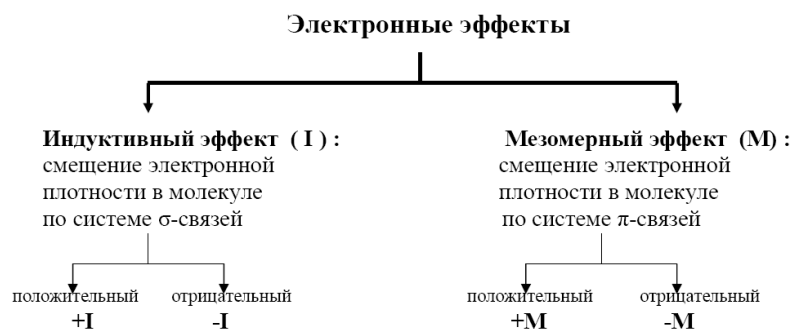 Электронные эффекты
Индуктивный эффект ( I ) :
смещение электронной
плотности в молекуле
по системе σ-связей
положительный
+I
отрицательный
-I
Мезомерный эффект (М) :
смещение электронной
плотности в молекуле
по системе π-связей
положительный
+М
отрицательный
-М